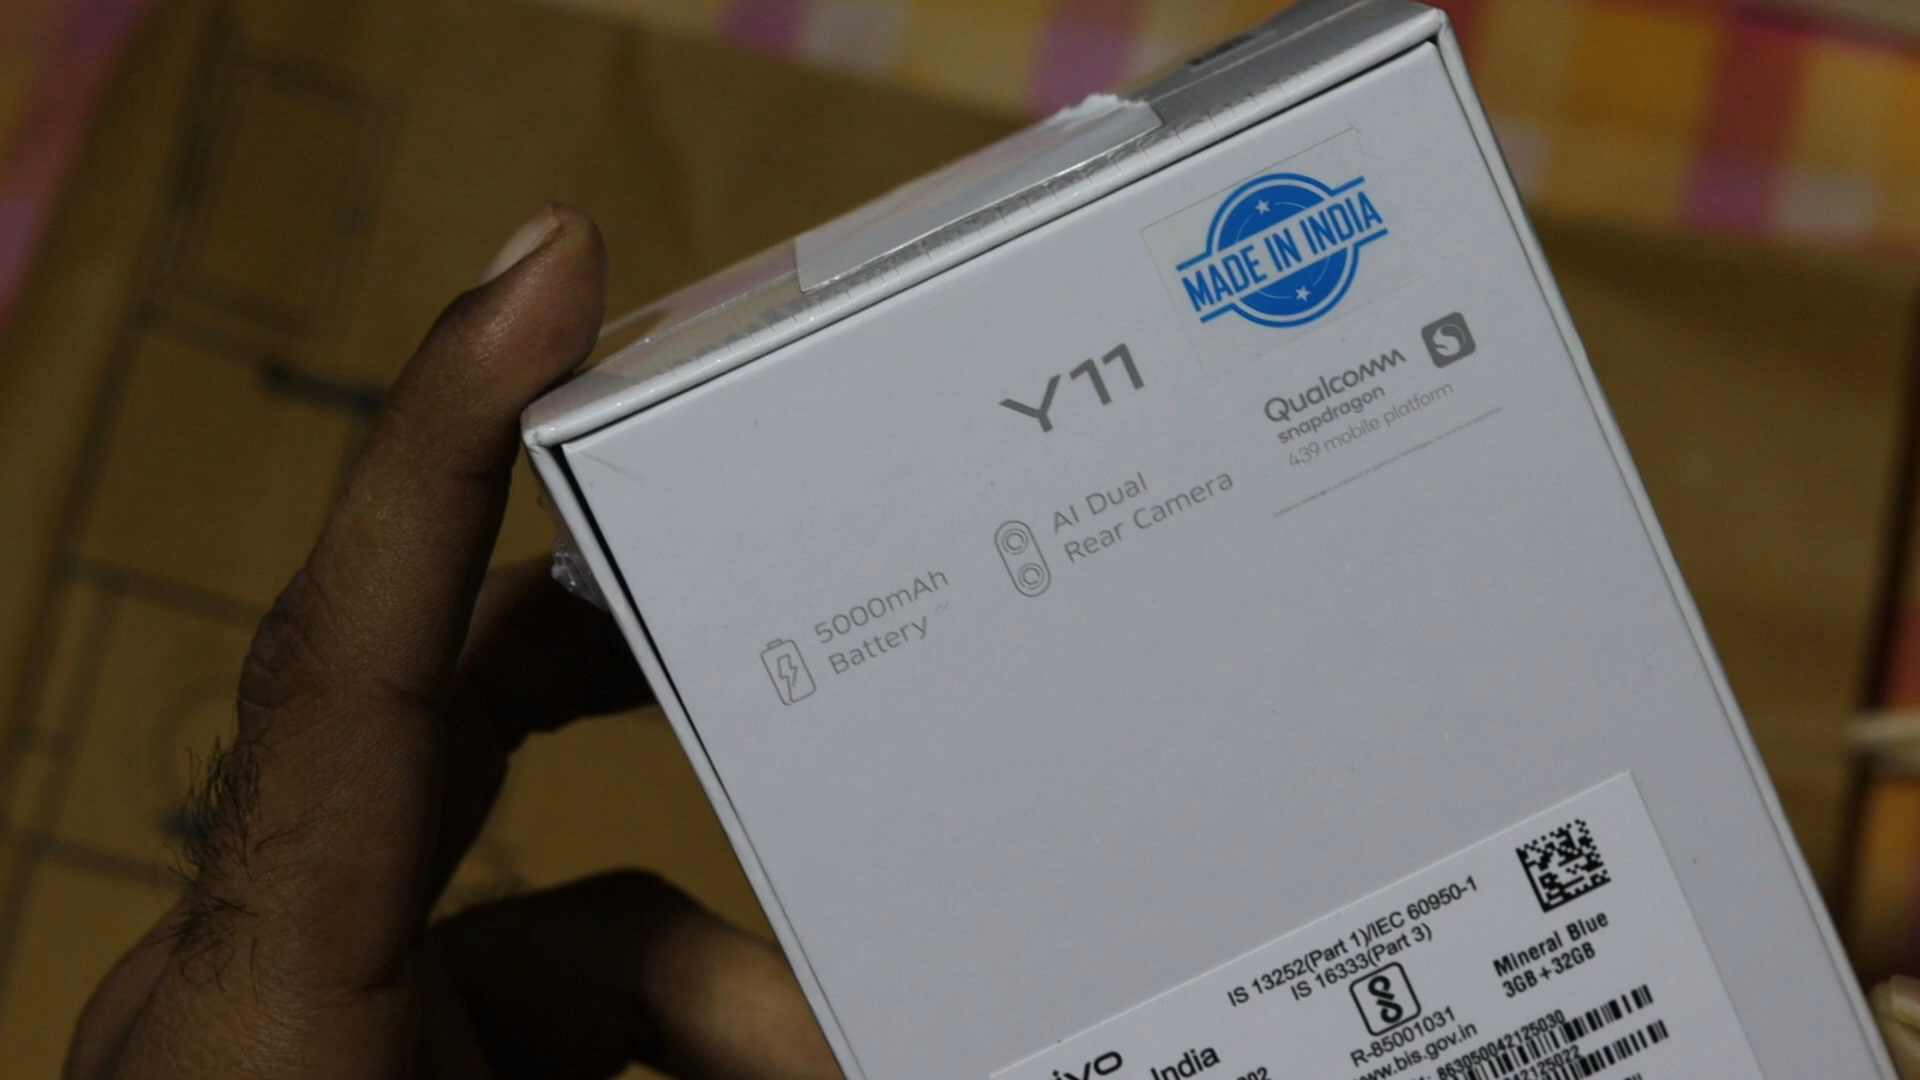 MADE IN INDIA
Y11
Qualcomm
snapdragon
439 mobile platform
AI Dual
Rear Camera
5000mAh
Battery
IS 13252(Part 1)/IEC 60950-1
IS 16333(Part 3)
Mineral Blue
3GB+32GB
R-85001031
www.bis.gov.in
India
863050042125030